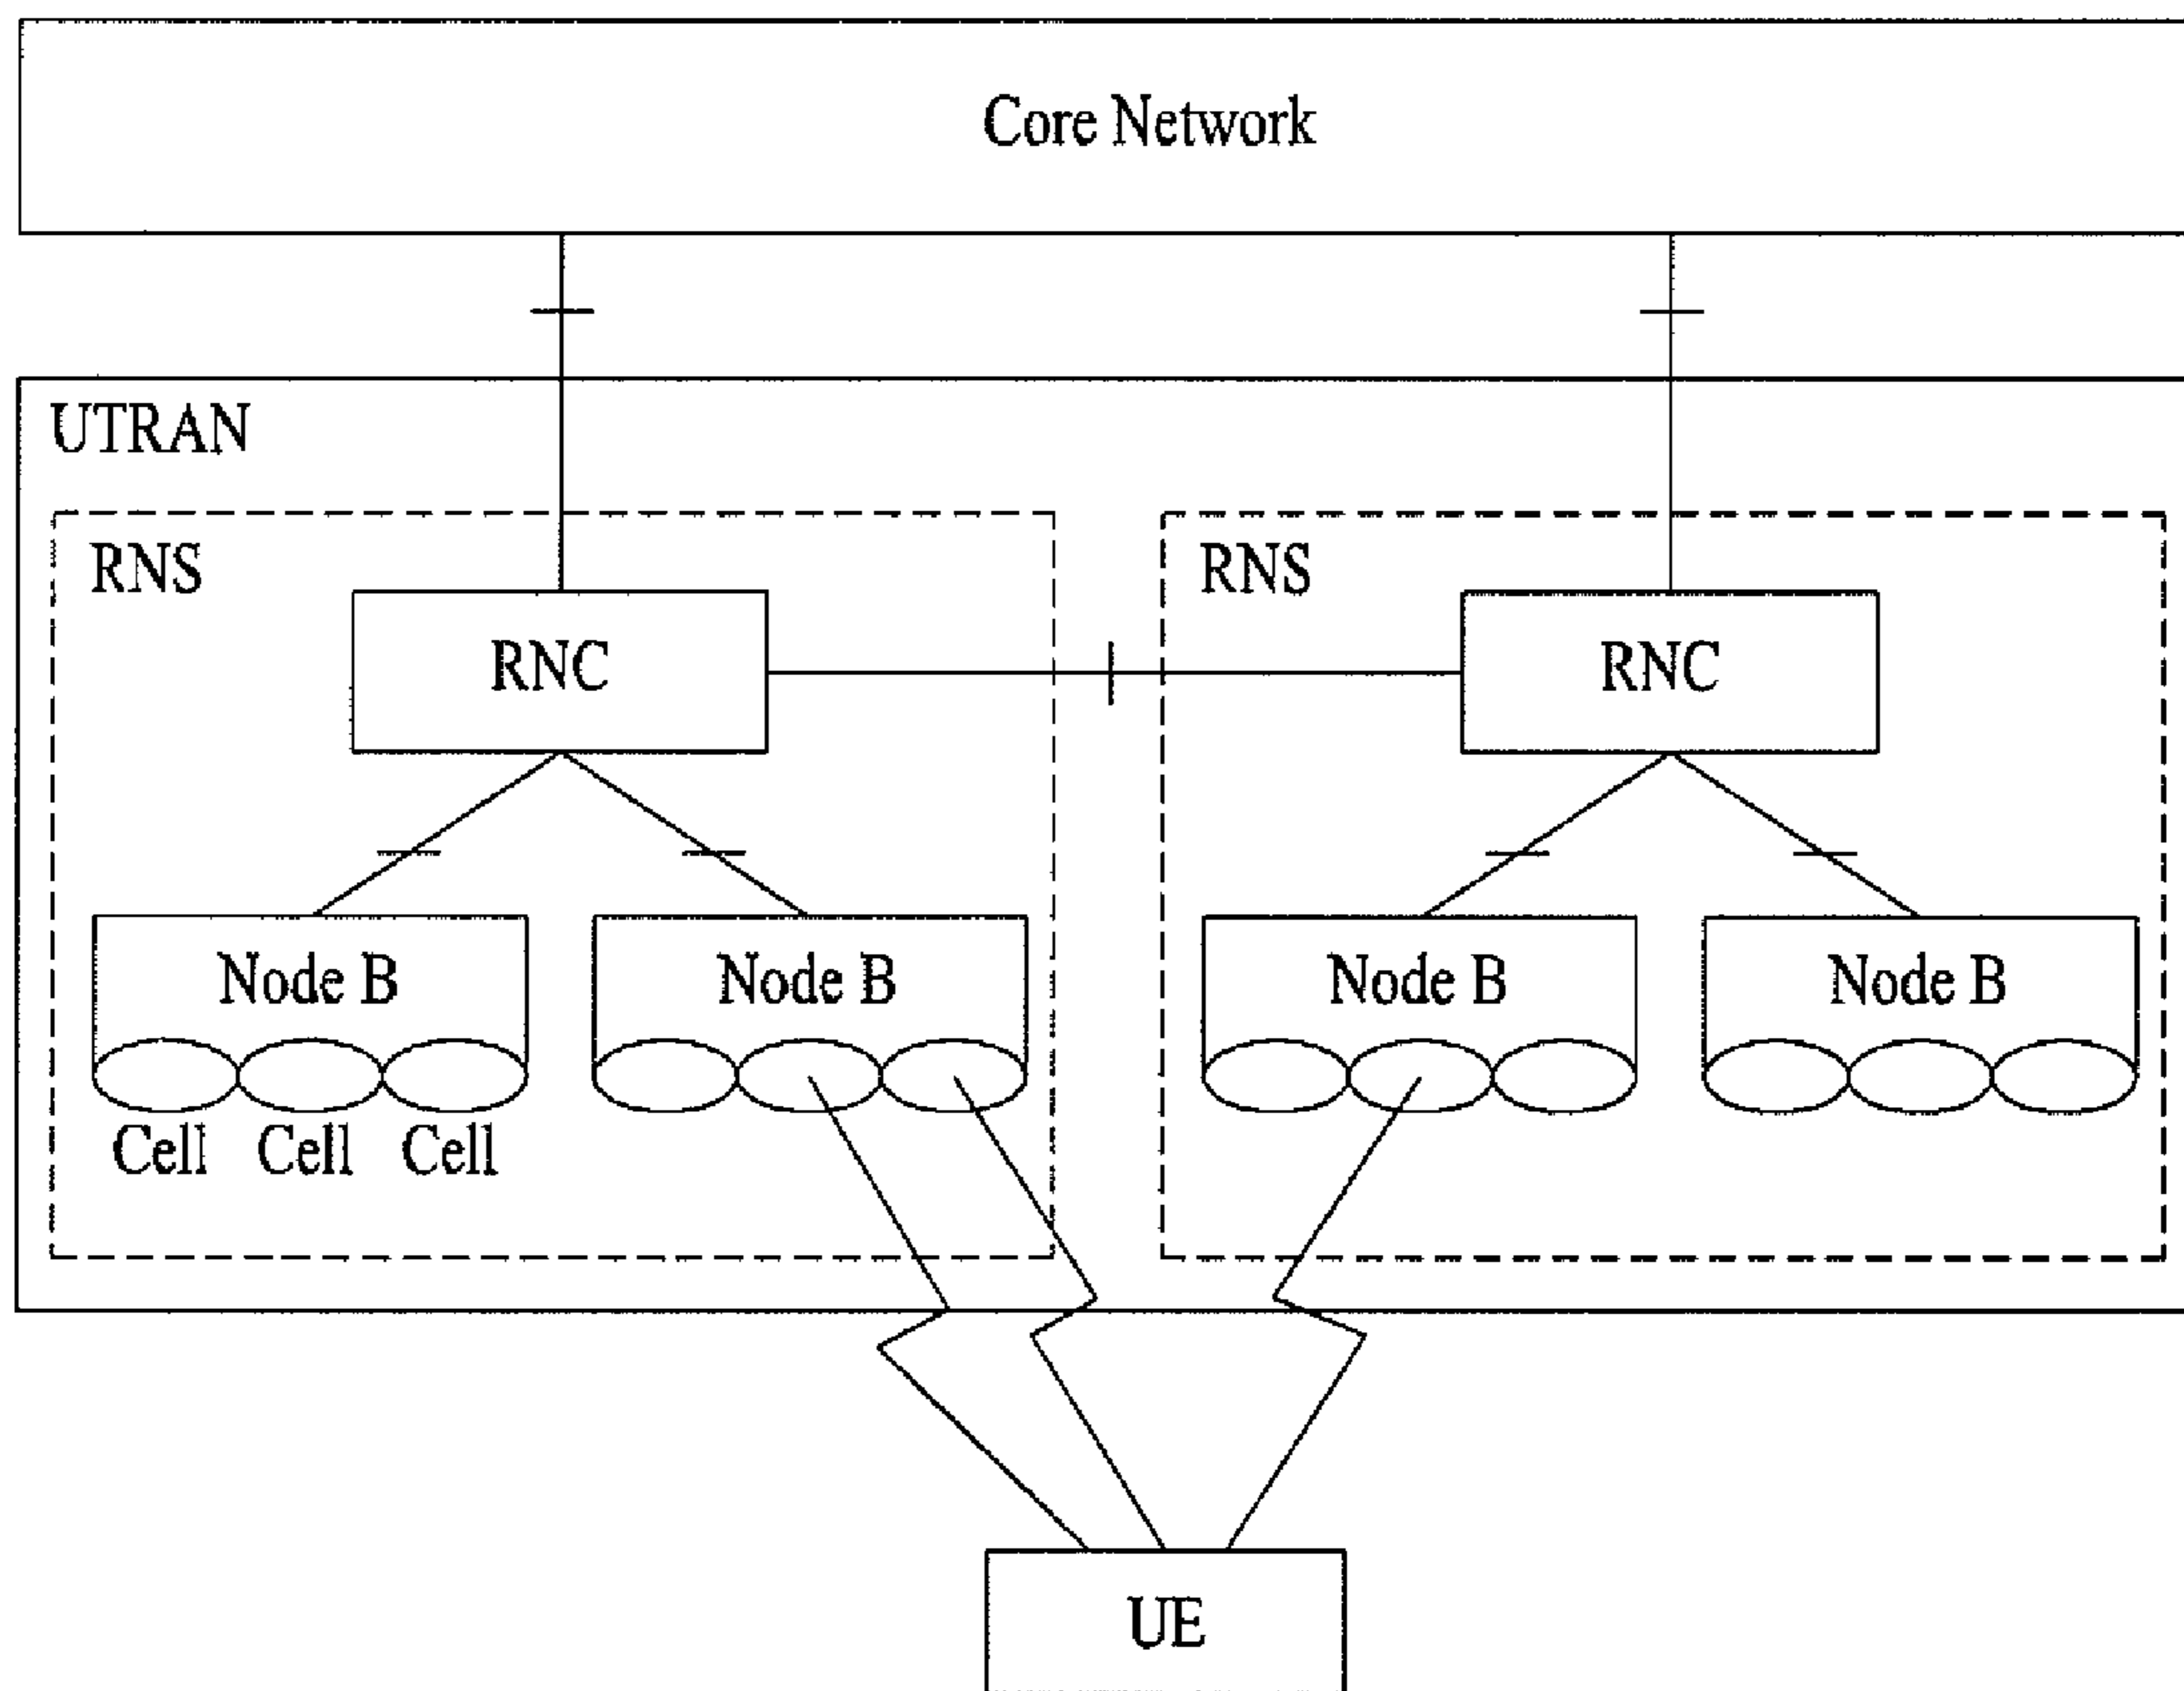 Core Network
UTRAN
RNS
RNS
RNC
RNC
Node B
Node B
Node B
Node B
Cell Cell Cell
UE